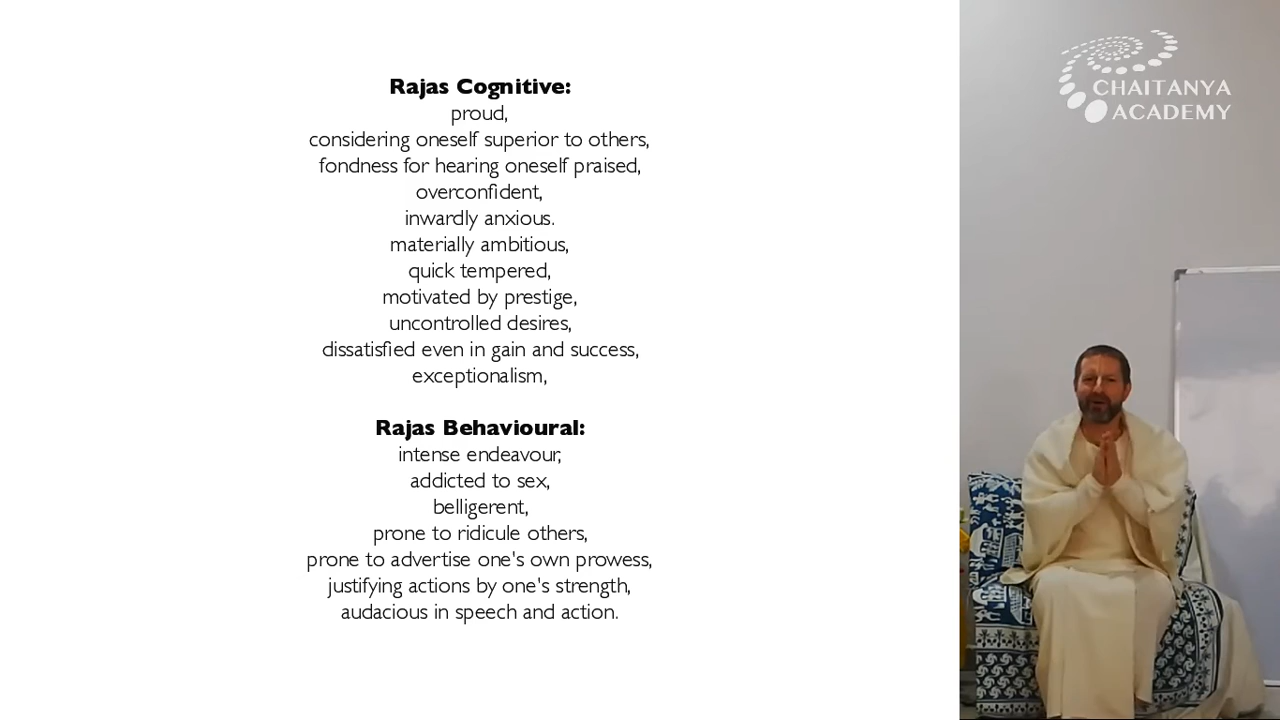 Rajas Cognitive:
proud,
considering oneself superior to others,
fondness for hearing oneself praised,
overconfident,
inwardly anxious.
materially ambitious,
quick tempered,
motivated by prestige,
uncontrolled desires,
dissatisfied even in gain and success,
exceptionalism,
Rajas Behavioural:
intense endeavour,
addicted to sex,
belligerent,
prone to ridicule others,
prone to advertise one's own prowess,
justifying actions by one's strength,
audacious in speech and action.
CHAITANYA
ACADEMY